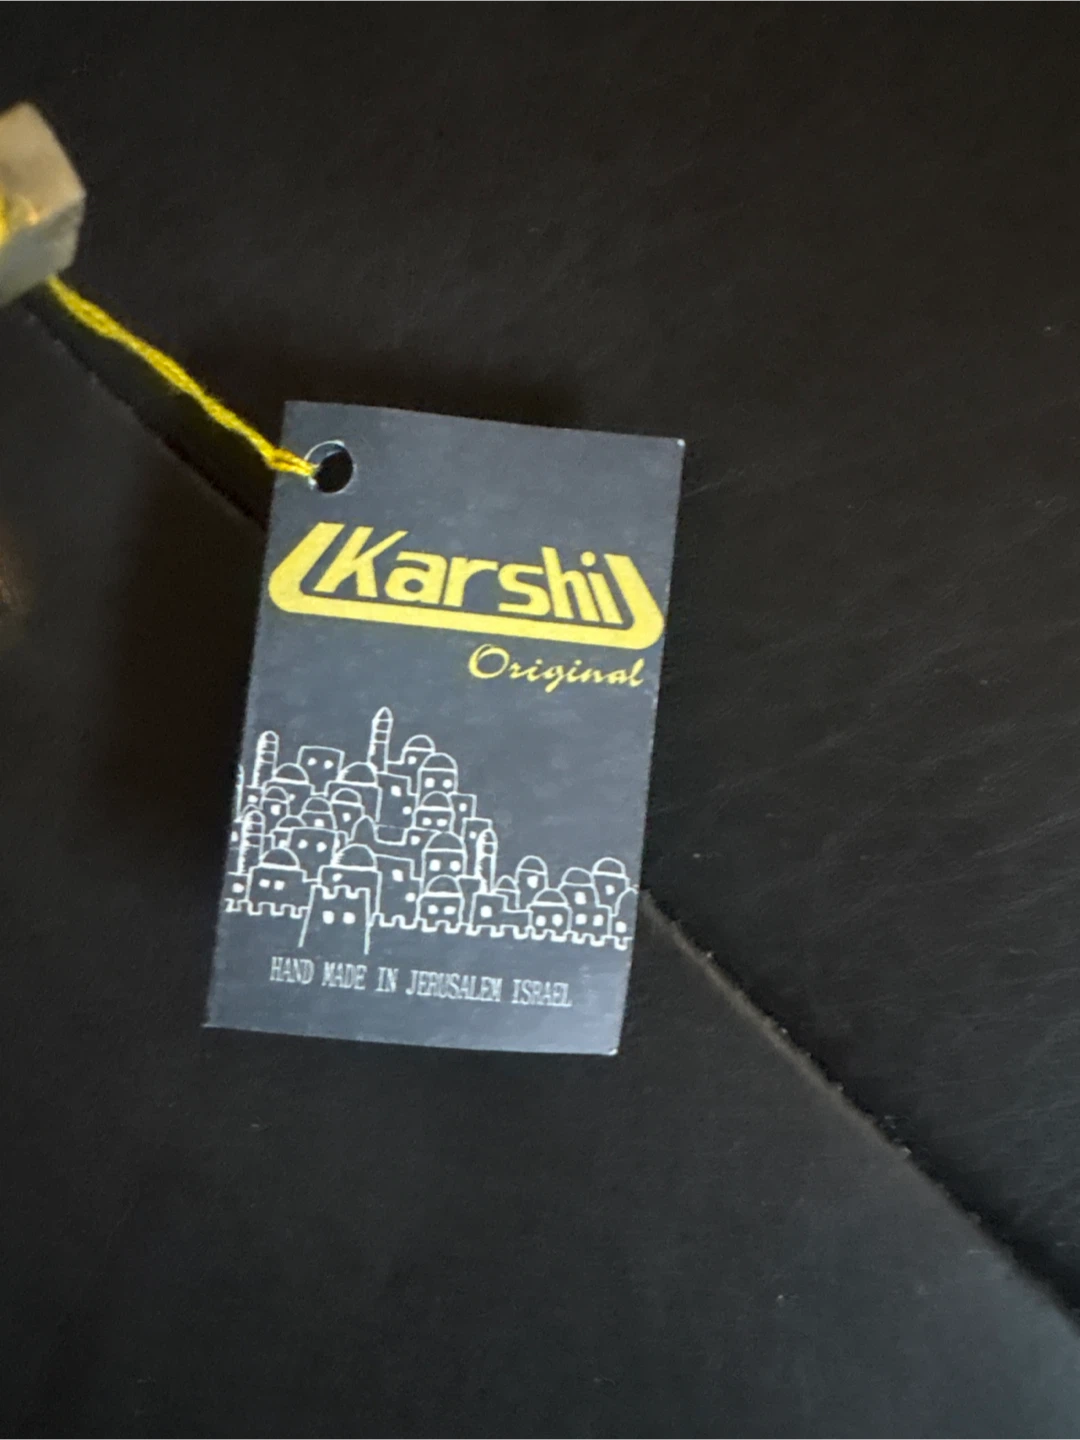 Karshi
Original
HAND MADE IN JERUSALEM ISRAEL